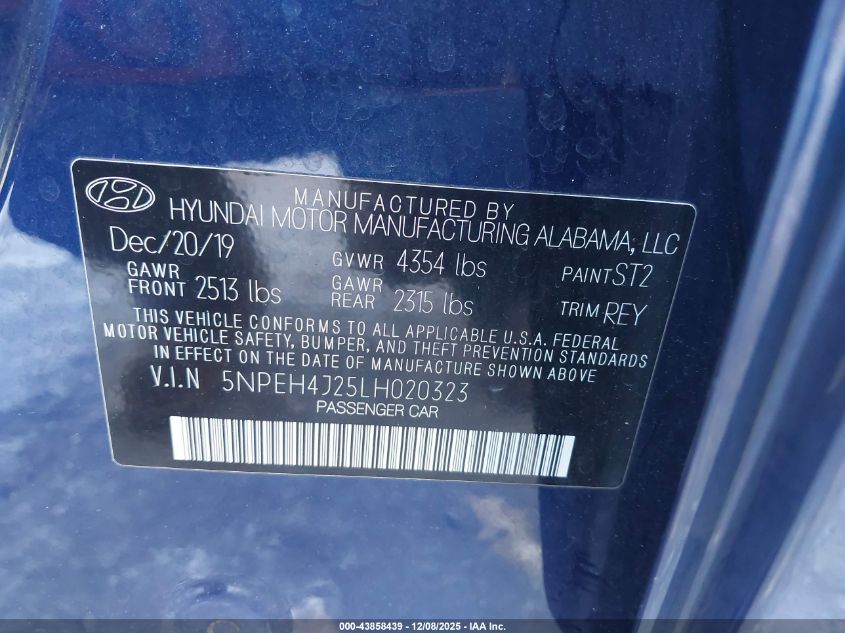 MANUFACTURED BY
HYUNDAI MOTOR MANUFACTURING ALABAMA, LLC
Dec/20/19 GVWR 4354 lbs PAINT ST2
GAWR FRONT 2513 lbs GAWR REAR 2315 lbs TRIM REY
THIS VEHICLE CONFORMS TO ALL APPLICABLE U.S.A. FEDERAL
MOTOR VEHICLE SAFETY, BUMPER, AND THEFT PREVENTION STANDARDS
IN EFFECT ON THE DATE OF MANUFACTURE SHOWN ABOVE
V.I.N 5NPEH4J25LH020323
PASSENGER CAR
000-43858439 - 12/08/2025 - IAA Inc.